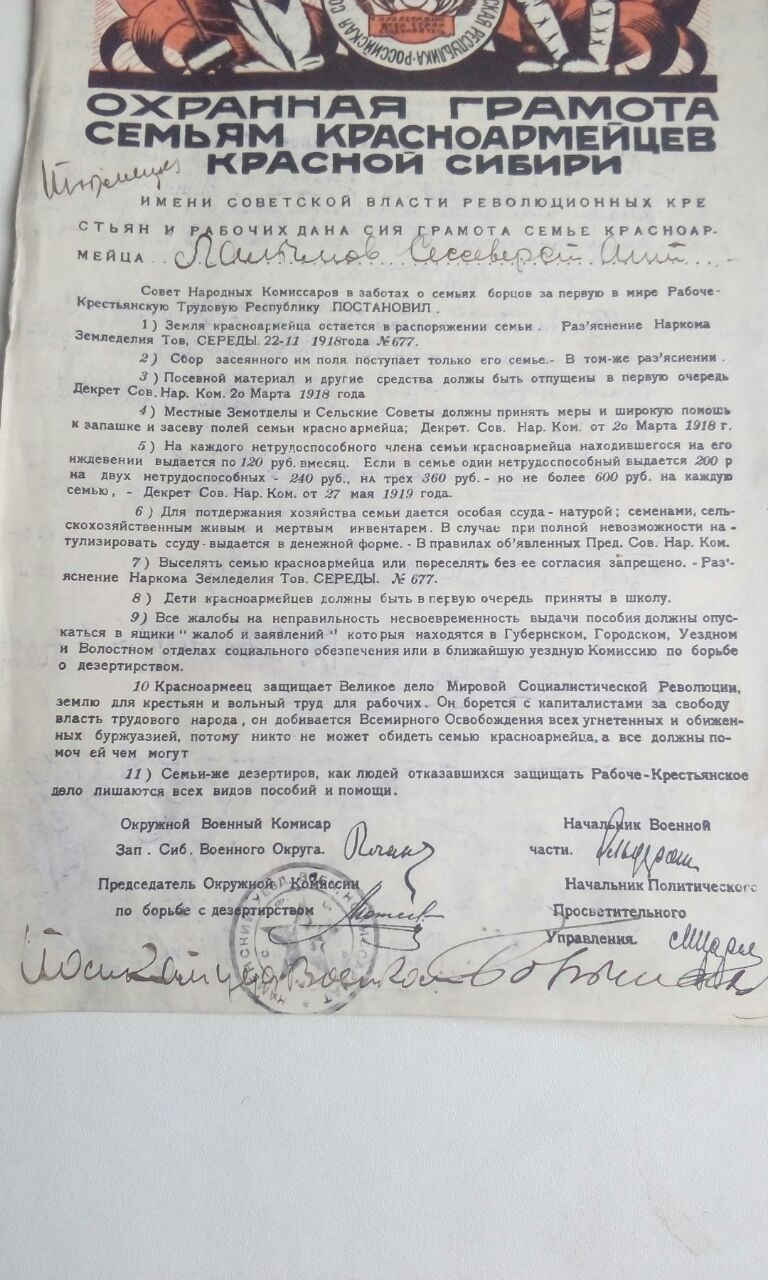 ПРОЛЕТАРИИ
ВСЕХ СТРАН
СОЕДИНЯЙТЕСЬ
РЕСПУБЛИКА-РОССИЙСКАЯ СО
ОХРАННАЯ ГРАМОТА
СЕМЬЯМ КРАСНОАРМЕЙЦЕВ
КРАСНОЙ СИБИРИ
ИМЕНИ СОВЕТСКОЙ ВЛАСТИ РЕВОЛЮЦИОННЫХ КРЕ
СТЬЯН И РАБОЧИХ ДАНА СИЯ ГРАМОТА СЕМЬЕ КРАСНОАР-
МЕЙЦА
Совет Народных Комиссаров в заботах о семьях борцов за первую в мире Рабоче-
Крестьянскую Трудовую Республику ПОСТАНОВИЛ .
1 ) Земля красноармейца остается в распоряжении семьи . Раз'яснение Наркома
Земледелия Тов. СЕРЕДЫ. 22-11 1918года №677.
2 ) Сбор засеянного им поля поступает только его семье.- В том-же раз'яснении .
3 ) Посевной материал и другие средства должы быть отпущены в первую очередь
Декрет Сов. Нар. Ком. 2о Марта 1918 года
4 ) Местные Земотделы и Сельские Советы должны принять меры и широкую помошь
к запашке и засеву полей семьи красноармейца; Декрет. Сов. Нар. Ком. от 2о Марта 1918 г.
5 ) На каждого нетрудоспособного члена семьи красноармейца находившегося на его
иждевении выдается по 120 руб. вмесяц. Если в семье один нетрудоспособный выдается 200 р
на двух нетрудоспособных - 240 руб., на трех 360 руб. - но не более 600 руб. на каждую
семью, - Декрет Сов. Нар. Ком. от 27 мая 1919 года.
6 ) Для потдержания хозяйства семьи дается особая ссуда - натурой ; семенами, сель-
скохозяйственным живым и мертвым инвентарем. В случае при полной невозможности на -
тулизировать ссуду - выдается в денежной форме. - В правилах об'явленных Пред. Сов. Нар. Ком.
7 ) Выселять семью красноармейца или переселять без ее согласия запрещено. - Раз'-
яснение Наркома Земледелия Тов. СЕРЕДЫ. № 677.
8 ) Дети красноармейцев должны быть в первую очередь приняты в школу.
9) Все жалобы на неправильность несвоевременность выдачи пособия должны опус-
каться в ящики " жалоб и заявлений " которыя находятся в Губернском, Городском, Уездном
и Волостном отделах социального обезпечения или в ближайшую уездную Комиссию по борьбе
о дезертирством.
10 Красноармеец защищает Великое дело Мировой Социалистической Революции,
землю для крестьян и вольный труд для рабочих. Он борется с капиталистами за свободу
власть трудового народа , он добивается Всемирного Освобождения всех угнетенных и обижен-
ных буржуазией, потому никто не может обидеть семью красноармейца, а все должны по-
моч ей чем могут
11 ) Семьи-же дезертиров, как людей отказавшихся защищать Рабоче-Крестьянское
дело лишаются всех видов пособий и помощи.
Окружной Военный Комисар
Зап . Сиб. Военного Округа.
Начальник Военной
части.
Председатель Окружной Комиссии
по борьбе с дезертирством
Начальник Политическо
Просветительного
Управления.